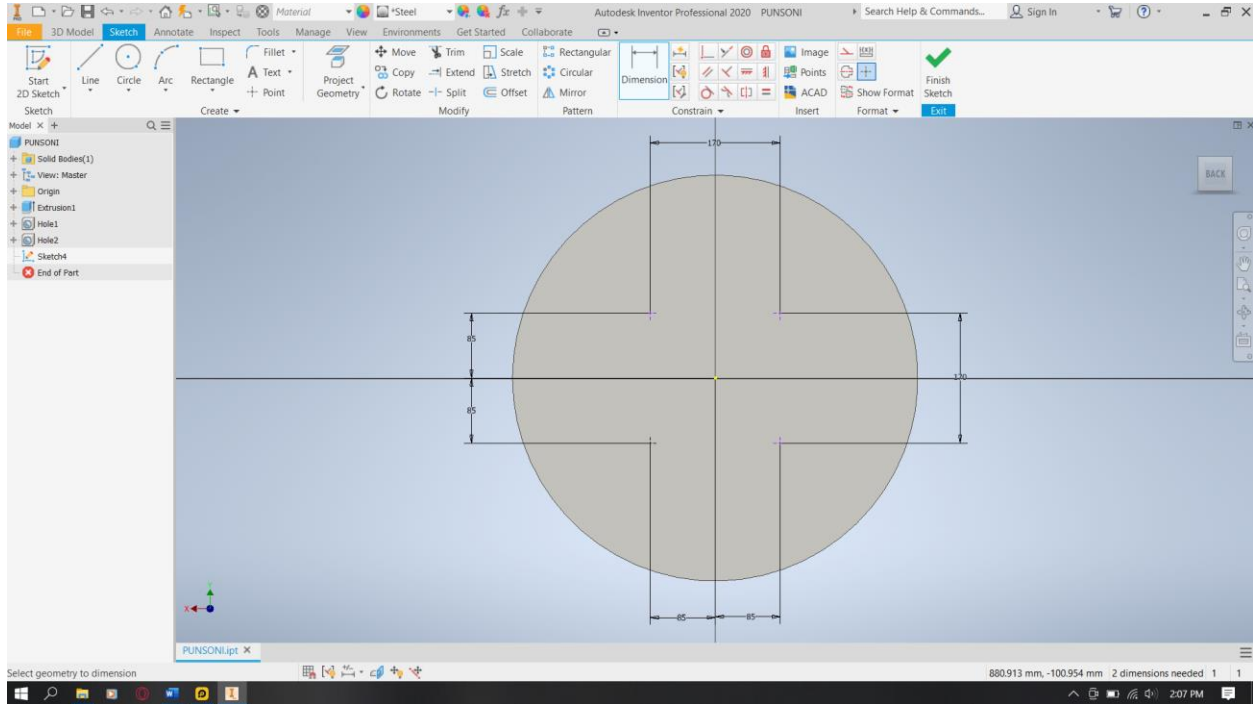 Material *Steel Autodesk Inventor Professional 2020 PUNSONI Search Help & Commands... Sign In
File 3D Model Sketch Annotate Inspect Tools Manage View Environments Get Started Collaborate
Start 2D Sketch Line Circle Arc Rectangle Fillet Text Point Project Geometry
Move Trim Scale
Copy Extend Stretch
Rotate Split Offset
Rectangular
Circular
Mirror
Dimension
Image
Points
ACAD
Show Format
Finish Sketch
Sketch Create Modify Pattern Constrain Insert Format Exit
Model
PUNSONI
Solid Bodies(1)
View: Master
Origin
Extrusion1
Hole1
Hole2
Sketch4
End of Part
170
BACK
85
170
85
85 85
Y
X
PUNSONI.ipt
Select geometry to dimension 880.913 mm, -100.954 mm 2 dimensions needed 1 1
2:07 PM